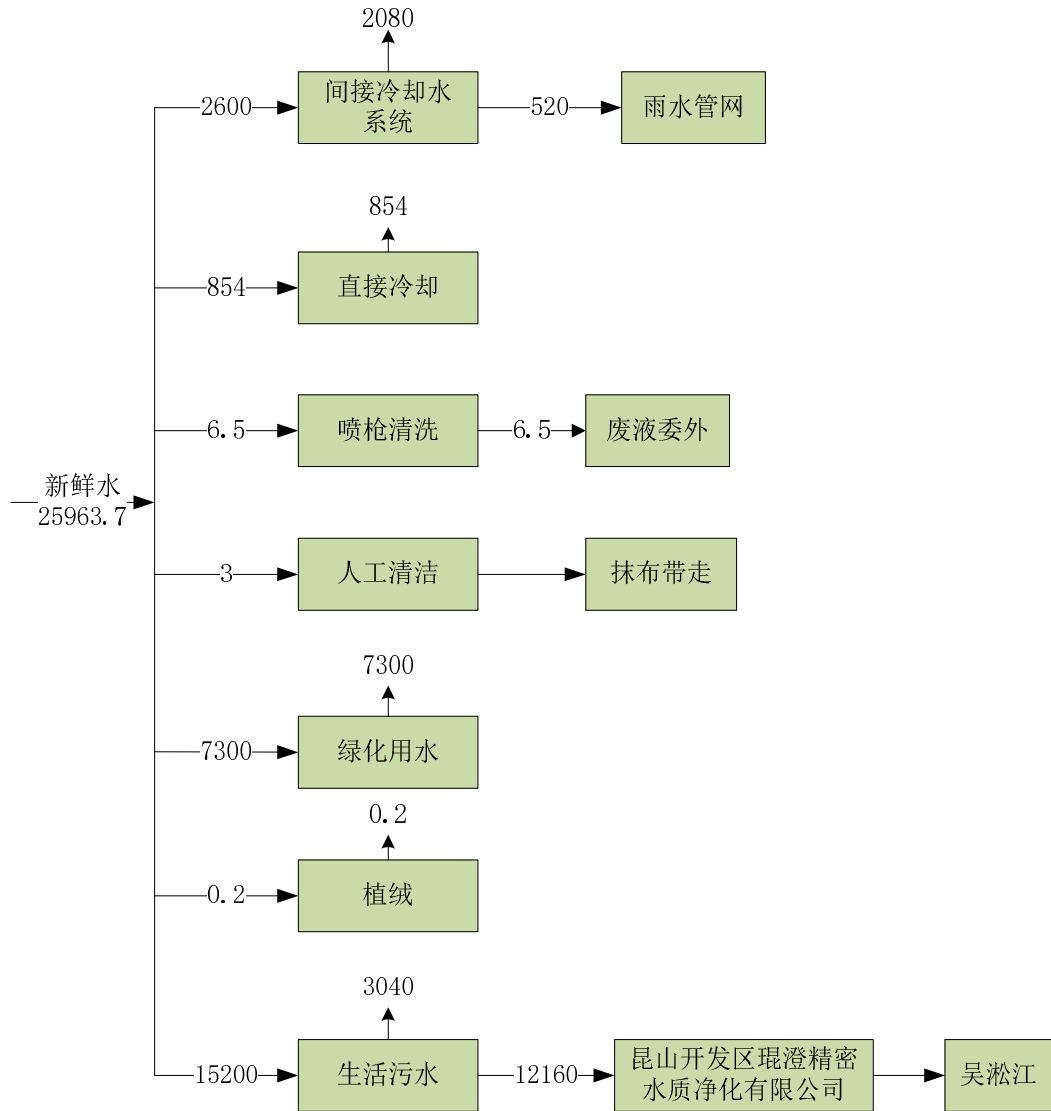 2080
2600
间接冷却水
系统
520
雨水管网
854
854
直接冷却
6.5
喷枪清洗
6.5
废液委外
新鲜水
25963.7
3
人工清洁
抹布带走
7300
7300
绿化用水
0.2
0.2
植绒
3040
15200
生活污水
12160
昆山开发区琨澄精密
水质净化有限公司
吴淞江